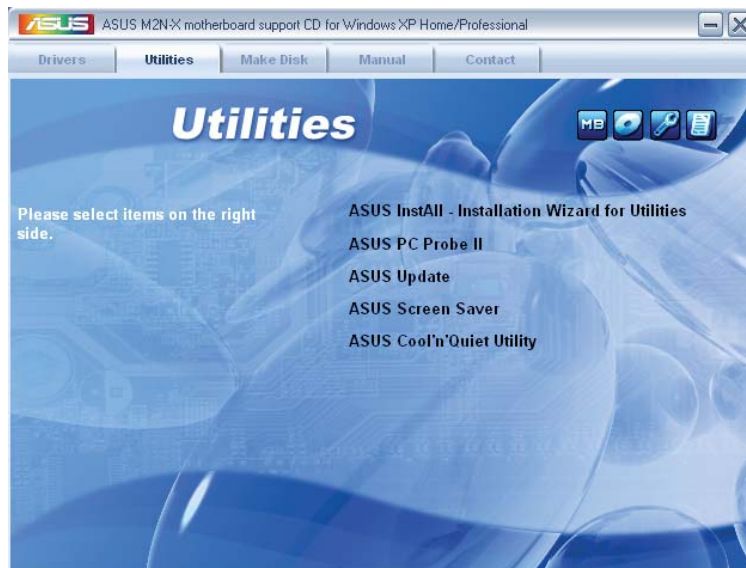 ASUS ASUS M2N-X motherboard support CD for Windows XP Home/Professional
Drivers Utilities Make Disk Manual Contact
Utilities
MB
Please select items on the right
side.
ASUS InstAll - Installation Wizard for Utilities
ASUS PC Probe II
ASUS Update
ASUS Screen Saver
ASUS Cool'n'Quiet Utility